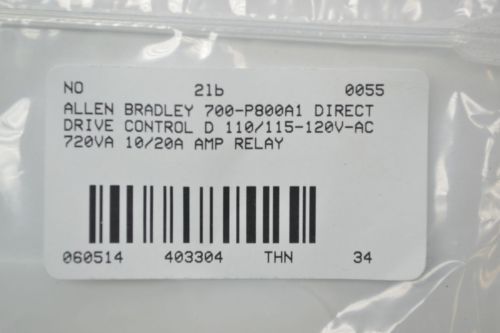 NO 2lb 0055
ALLEN BRADLEY 700-P800A1 DIRECT
DRIVE CONTROL D 110/115-120V-AC
720VA 10/20A AMP RELAY
060514 403304 THN 34